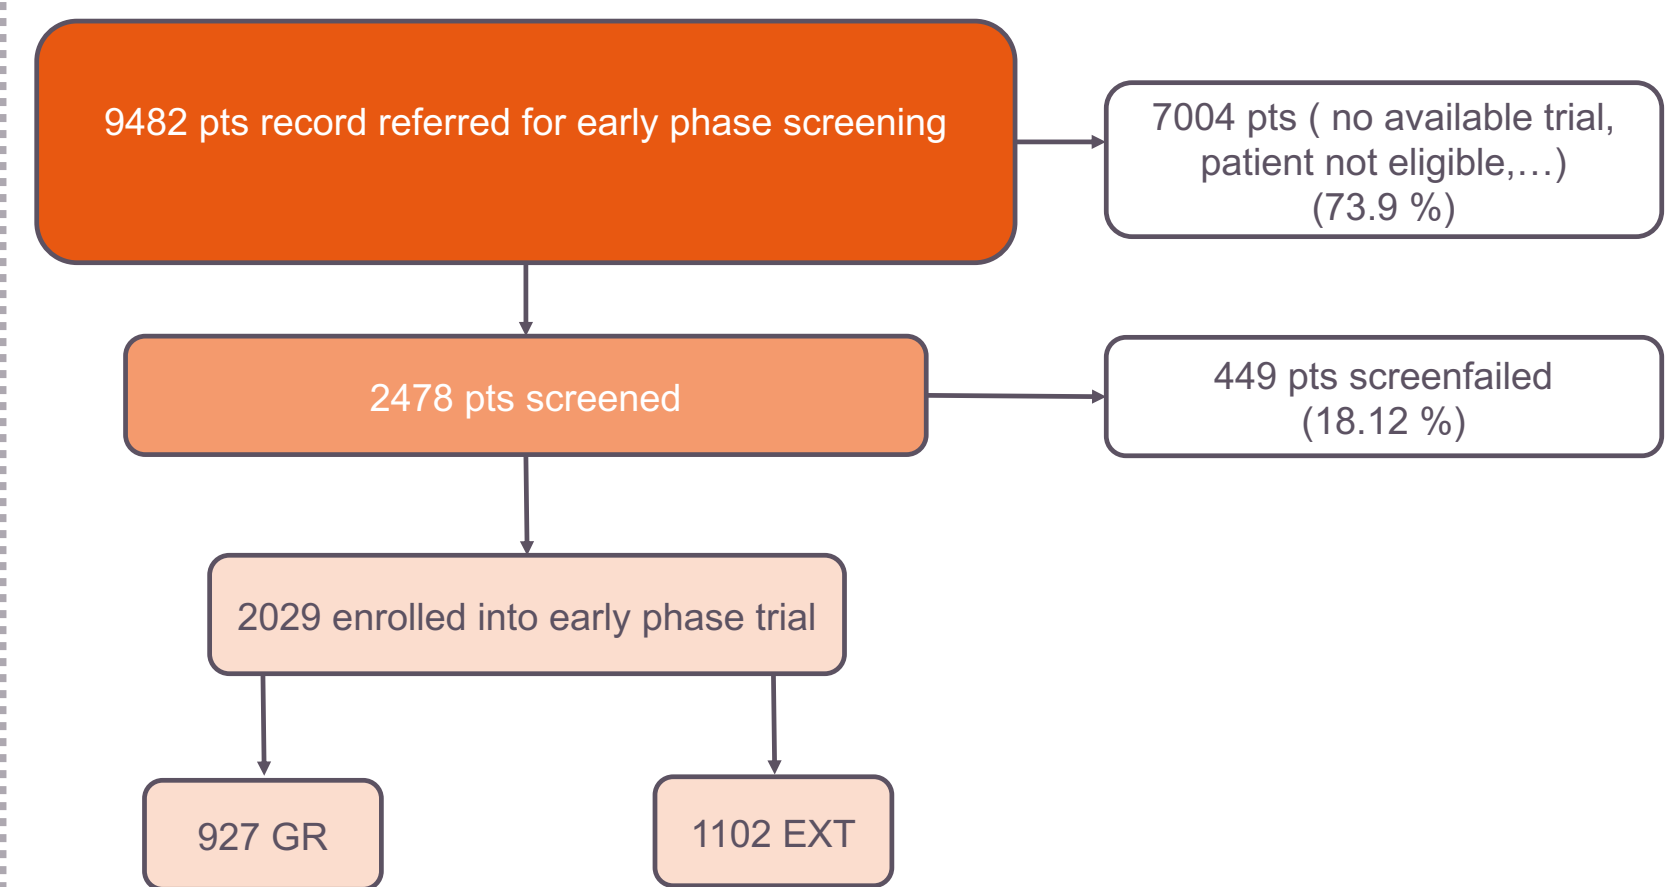 9482 pts record referred for early phase screening
7004 pts ( no available trial,
patient not eligible,…)
(73.9 %)
2478 pts screened
449 pts screenfailed
(18.12 %)
2029 enrolled into early phase trial
927 GR
1102 EXT